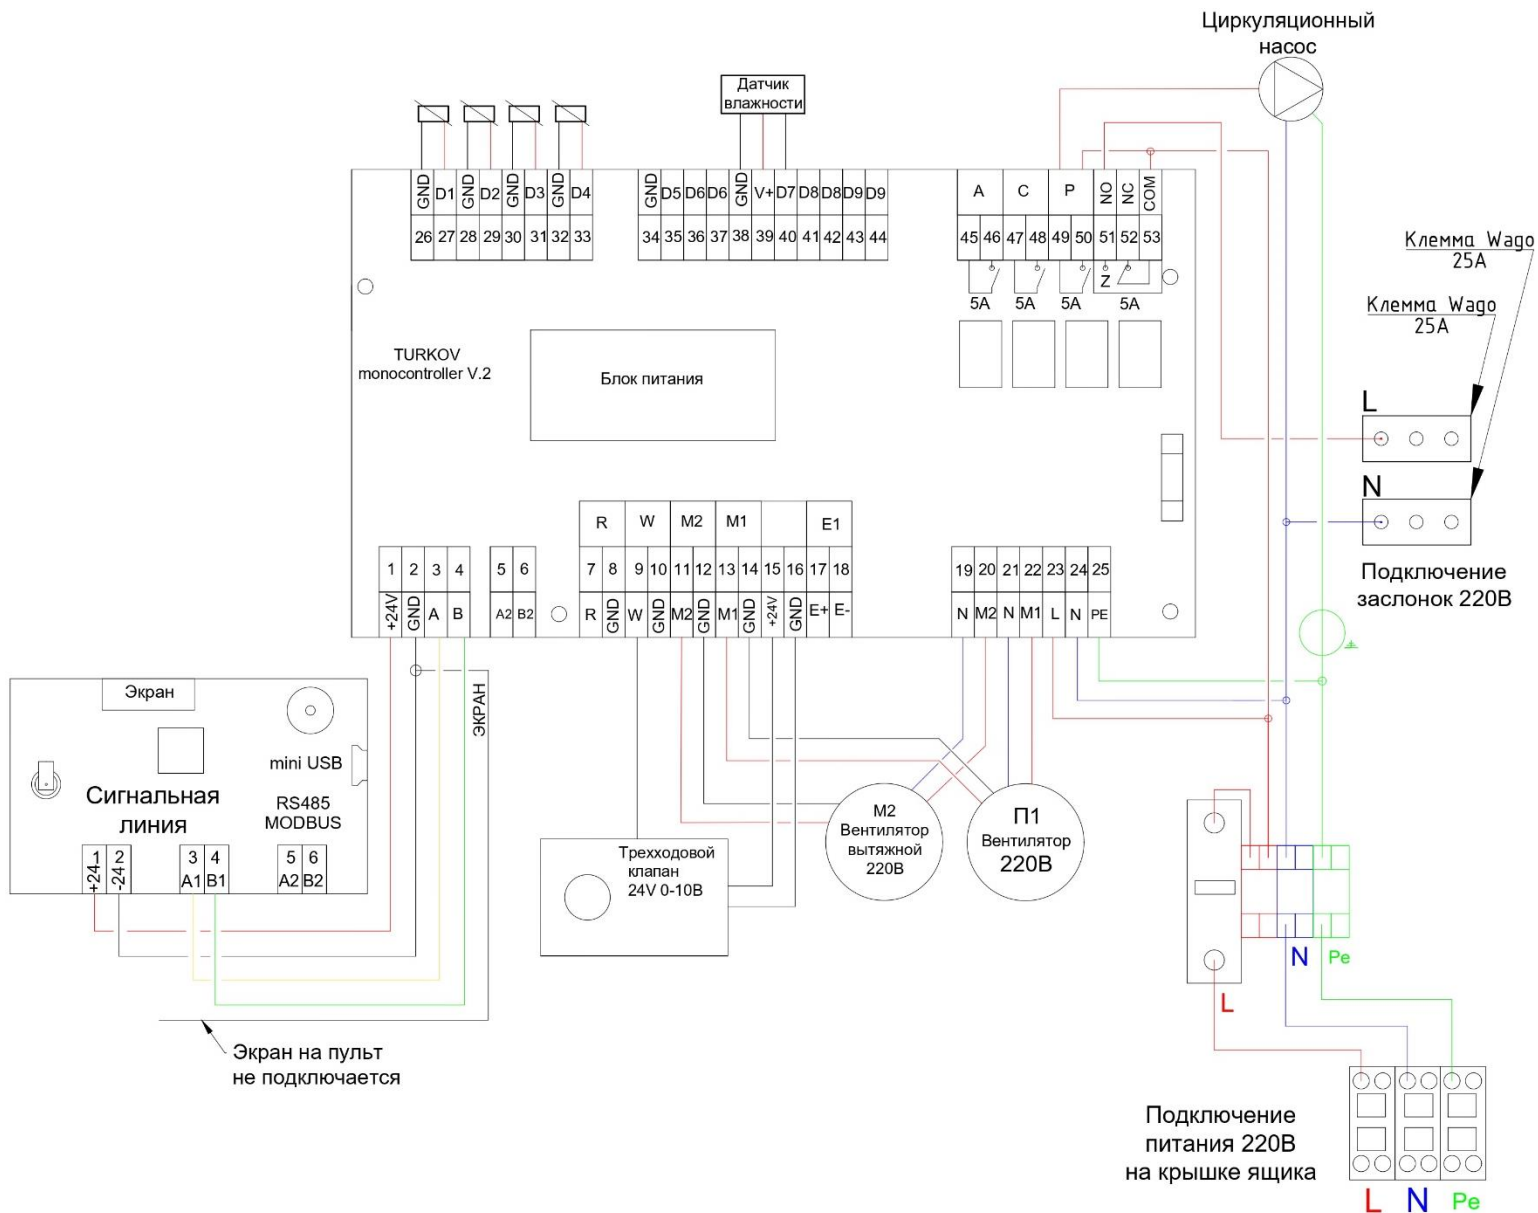 Циркуляционный
насос
Датчик
влажности
GND D1 GND D2 GND D3 GND D4
26 27 28 29 30 31 32 33
GND D5 D6 D6 GND V+ D7 D8 D8 D9 D9
34 35 36 37 38 39 40 41 42 43 44
A C P NO NC COM
45 46 47 48 49 50 51 52 53
Z
5A 5A 5A 5A
Клемма Wago
25A
Клемма Wago
25A
TURKOV
monocontroller V.2
Блок питания
L
N
Подключение
заслонок 220В
R W M2 M1 E1
1 2 3 4 5 6 7 8 9 10 11 12 13 14 15 16 17 18 19 20 21 22 23 24 25
+24V GND A B A2 B2 R GND W GND M2 GND M1 GND +24V GND E+ E- N M2 N M1 L N PE
ЭКРАН
Экран
mini USB
Сигнальная
линия
RS485
MODBUS
1 2 3 4 5 6
+24 -24 A1 B1 A2 B2
Трехходовой
клапан
24V 0-10В
М2
Вентилятор
вытяжной
220В
П1
Вентилятор
220В
N Pe
L
Экран на пульт
не подключается
Подключение
питания 220В
на крышке ящика
L N Pe